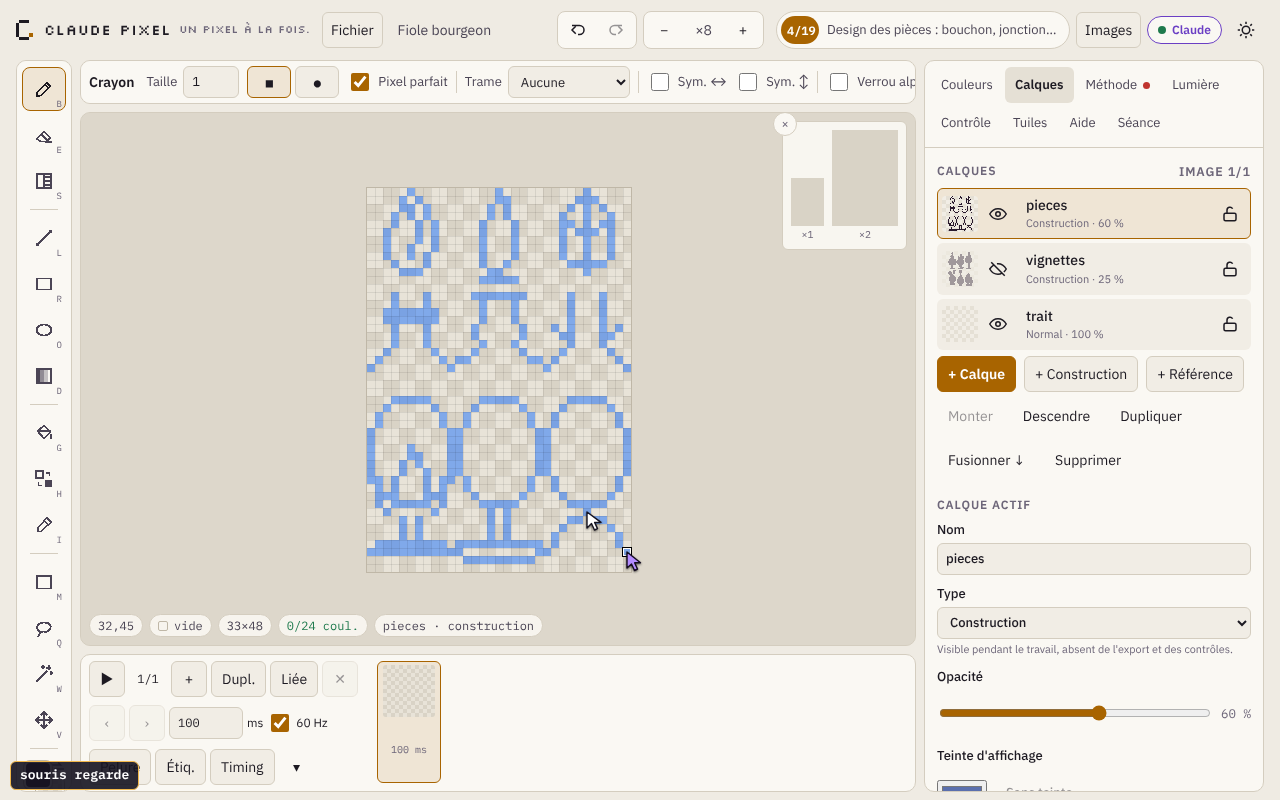 CLAUDE PIXEL UN PIXEL À LA FOIS. Fichier Fiole bourgeon − ×8 + 4/19 Design des pièces : bouchon, jonction… Images Claude
Crayon Taille 1 ■ ● Pixel parfait Trame Aucune Sym. ↔ Sym. ↕ Verrou alp
B
E
S
L
R
O
D
G
H
I
M
Q
W
V
×
×1 ×2
32,45 vide 33×48 0/24 coul. pieces · construction
1/1 + Dupl. Liée ×
‹ › 100 ms 60 Hz
Étiq. Timing ▼
100 ms
souris regarde
Couleurs Calques Méthode Lumière
Contrôle Tuiles Aide Séance
CALQUES IMAGE 1/1
pieces
Construction · 60 %
vignettes
Construction · 25 %
trait
Normal · 100 %
+ Calque + Construction + Référence
Monter Descendre Dupliquer
Fusionner ↓ Supprimer
CALQUE ACTIF
Nom
pieces
Type
Construction
Visible pendant le travail, absent de l'export et des contrôles.
Opacité
60 %
Teinte d'affichage
Sans teinte